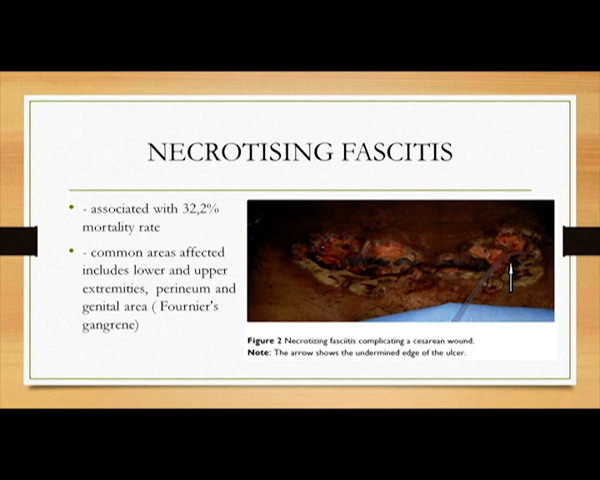 NECROTISING FASCITIS
• - associated with 32,2%
mortality rate
• - common areas affected
includes lower and upper
extremities, perineum and
genital area ( Fournier's
gangrene)
Figure 2 Necrotizing fasciitis complicating a cesarean wound.
Note: The arrow shows the undermined edge of the ulcer.